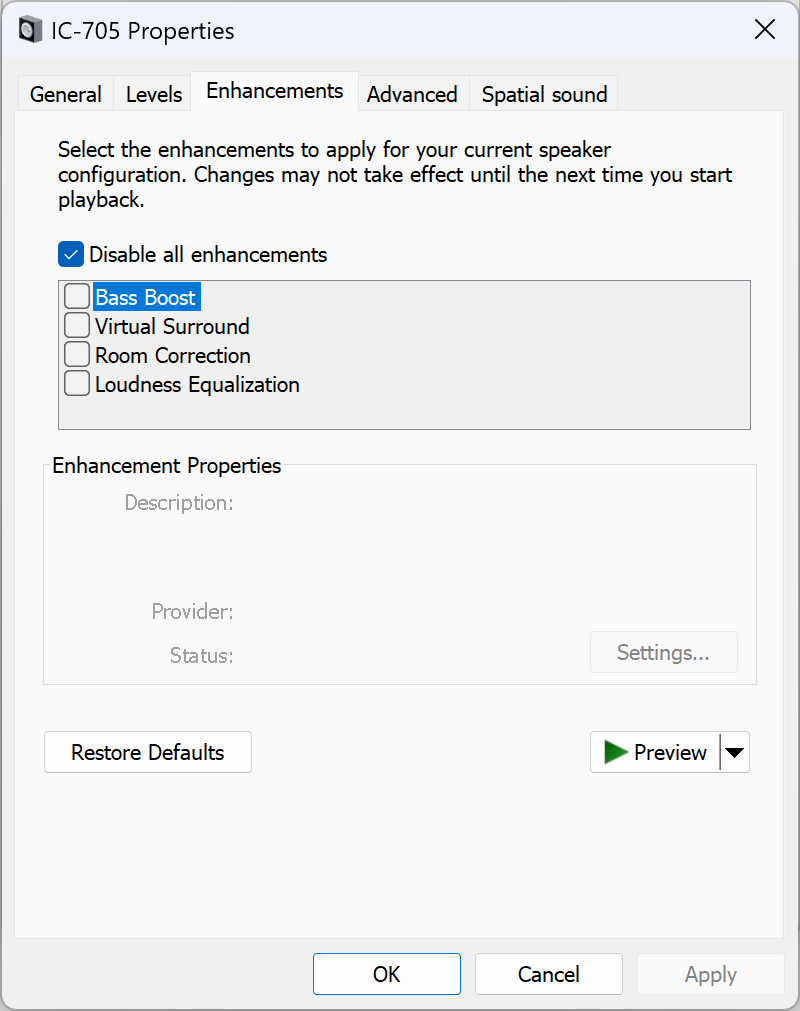 IC-705 Properties
General Levels Enhancements Advanced Spatial sound
Select the enhancements to apply for your current speaker
configuration. Changes may not take effect until the next time you start
playback.
Disable all enhancements
Bass Boost
Virtual Surround
Room Correction
Loudness Equalization
Enhancement Properties
Description:
Provider:
Status:
Settings...
Restore Defaults
Preview
OK
Cancel
Apply